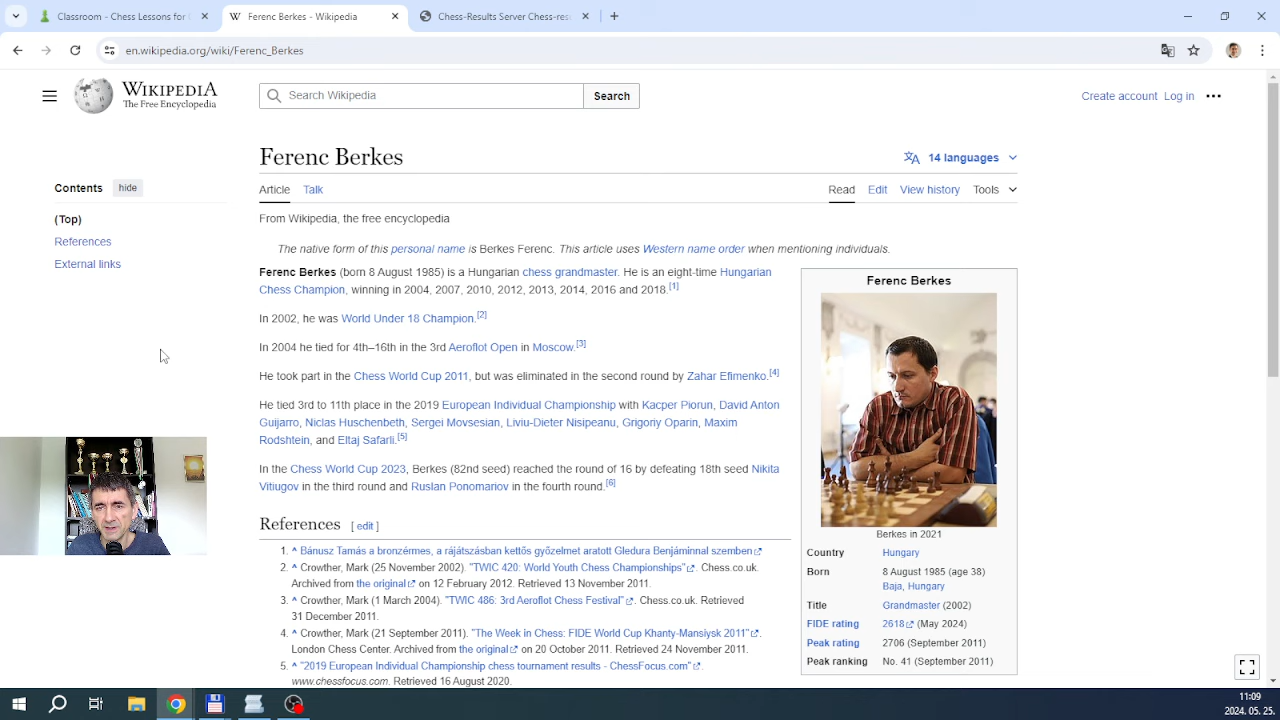 Classroom - Chess Lessons for
Ferenc Berkes - Wikipedia
Chess-Results Server Chess-res
en.wikipedia.org/wiki/Ferenc_Berkes
WIKIPEDIA
The Free Encyclopedia
Search Wikipedia
Search
Create account Log in
Ferenc Berkes
14 languages
Contents hide
Article Talk
Read Edit View history Tools
(Top)
References
External links
From Wikipedia, the free encyclopedia
The native form of this personal name is Berkes Ferenc. This article uses Western name order when mentioning individuals.
Ferenc Berkes (born 8 August 1985) is a Hungarian chess grandmaster. He is an eight-time Hungarian
Chess Champion, winning in 2004, 2007, 2010, 2012, 2013, 2014, 2016 and 2018.[1]
In 2002, he was World Under 18 Champion.[2]
In 2004 he tied for 4th–16th in the 3rd Aeroflot Open in Moscow.[3]
He took part in the Chess World Cup 2011, but was eliminated in the second round by Zahar Efimenko.[4]
He tied 3rd to 11th place in the 2019 European Individual Championship with Kacper Piorun, David Anton
Guijarro, Niclas Huschenbeth, Sergei Movsesian, Liviu-Dieter Nisipeanu, Grigoriy Oparin, Maxim
Rodshtein, and Eltaj Safarli.[5]
In the Chess World Cup 2023, Berkes (82nd seed) reached the round of 16 by defeating 18th seed Nikita
Vitiugov in the third round and Ruslan Ponomariov in the fourth round.[6]
References [ edit ]
1. ^ Bánusz Tamás a bronzérmes, a rájátszásban kettős győzelmet aratott Gledura Benjáminnal szemben
2. ^ Crowther, Mark (25 November 2002). "TWIC 420: World Youth Chess Championships". Chess.co.uk.
Archived from the original on 12 February 2012. Retrieved 13 November 2011.
3. ^ Crowther, Mark (1 March 2004). "TWIC 486: 3rd Aeroflot Chess Festival". Chess.co.uk. Retrieved
31 December 2011.
4. ^ Crowther, Mark (21 September 2011). "The Week in Chess: FIDE World Cup Khanty-Mansiysk 2011".
London Chess Center. Archived from the original on 20 October 2011. Retrieved 24 November 2011.
5. ^ "2019 European Individual Championship chess tournament results - ChessFocus.com".
www.chessfocus.com. Retrieved 16 August 2020.
Ferenc Berkes
Berkes in 2021
Country Hungary
Born 8 August 1985 (age 38)
Baja, Hungary
Title Grandmaster (2002)
FIDE rating 2618 (May 2024)
Peak rating 2706 (September 2011)
Peak ranking No. 41 (September 2011)
11:09
2024. 05. 25.